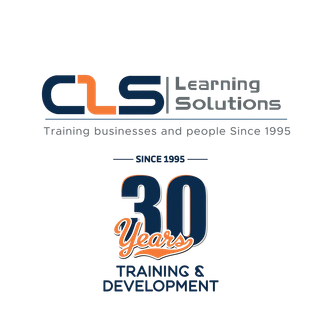 CLS
Learning
Solutions
Training businesses and people Since 1995
SINCE 1995
30
Years
TRAINING &
DEVELOPMENT